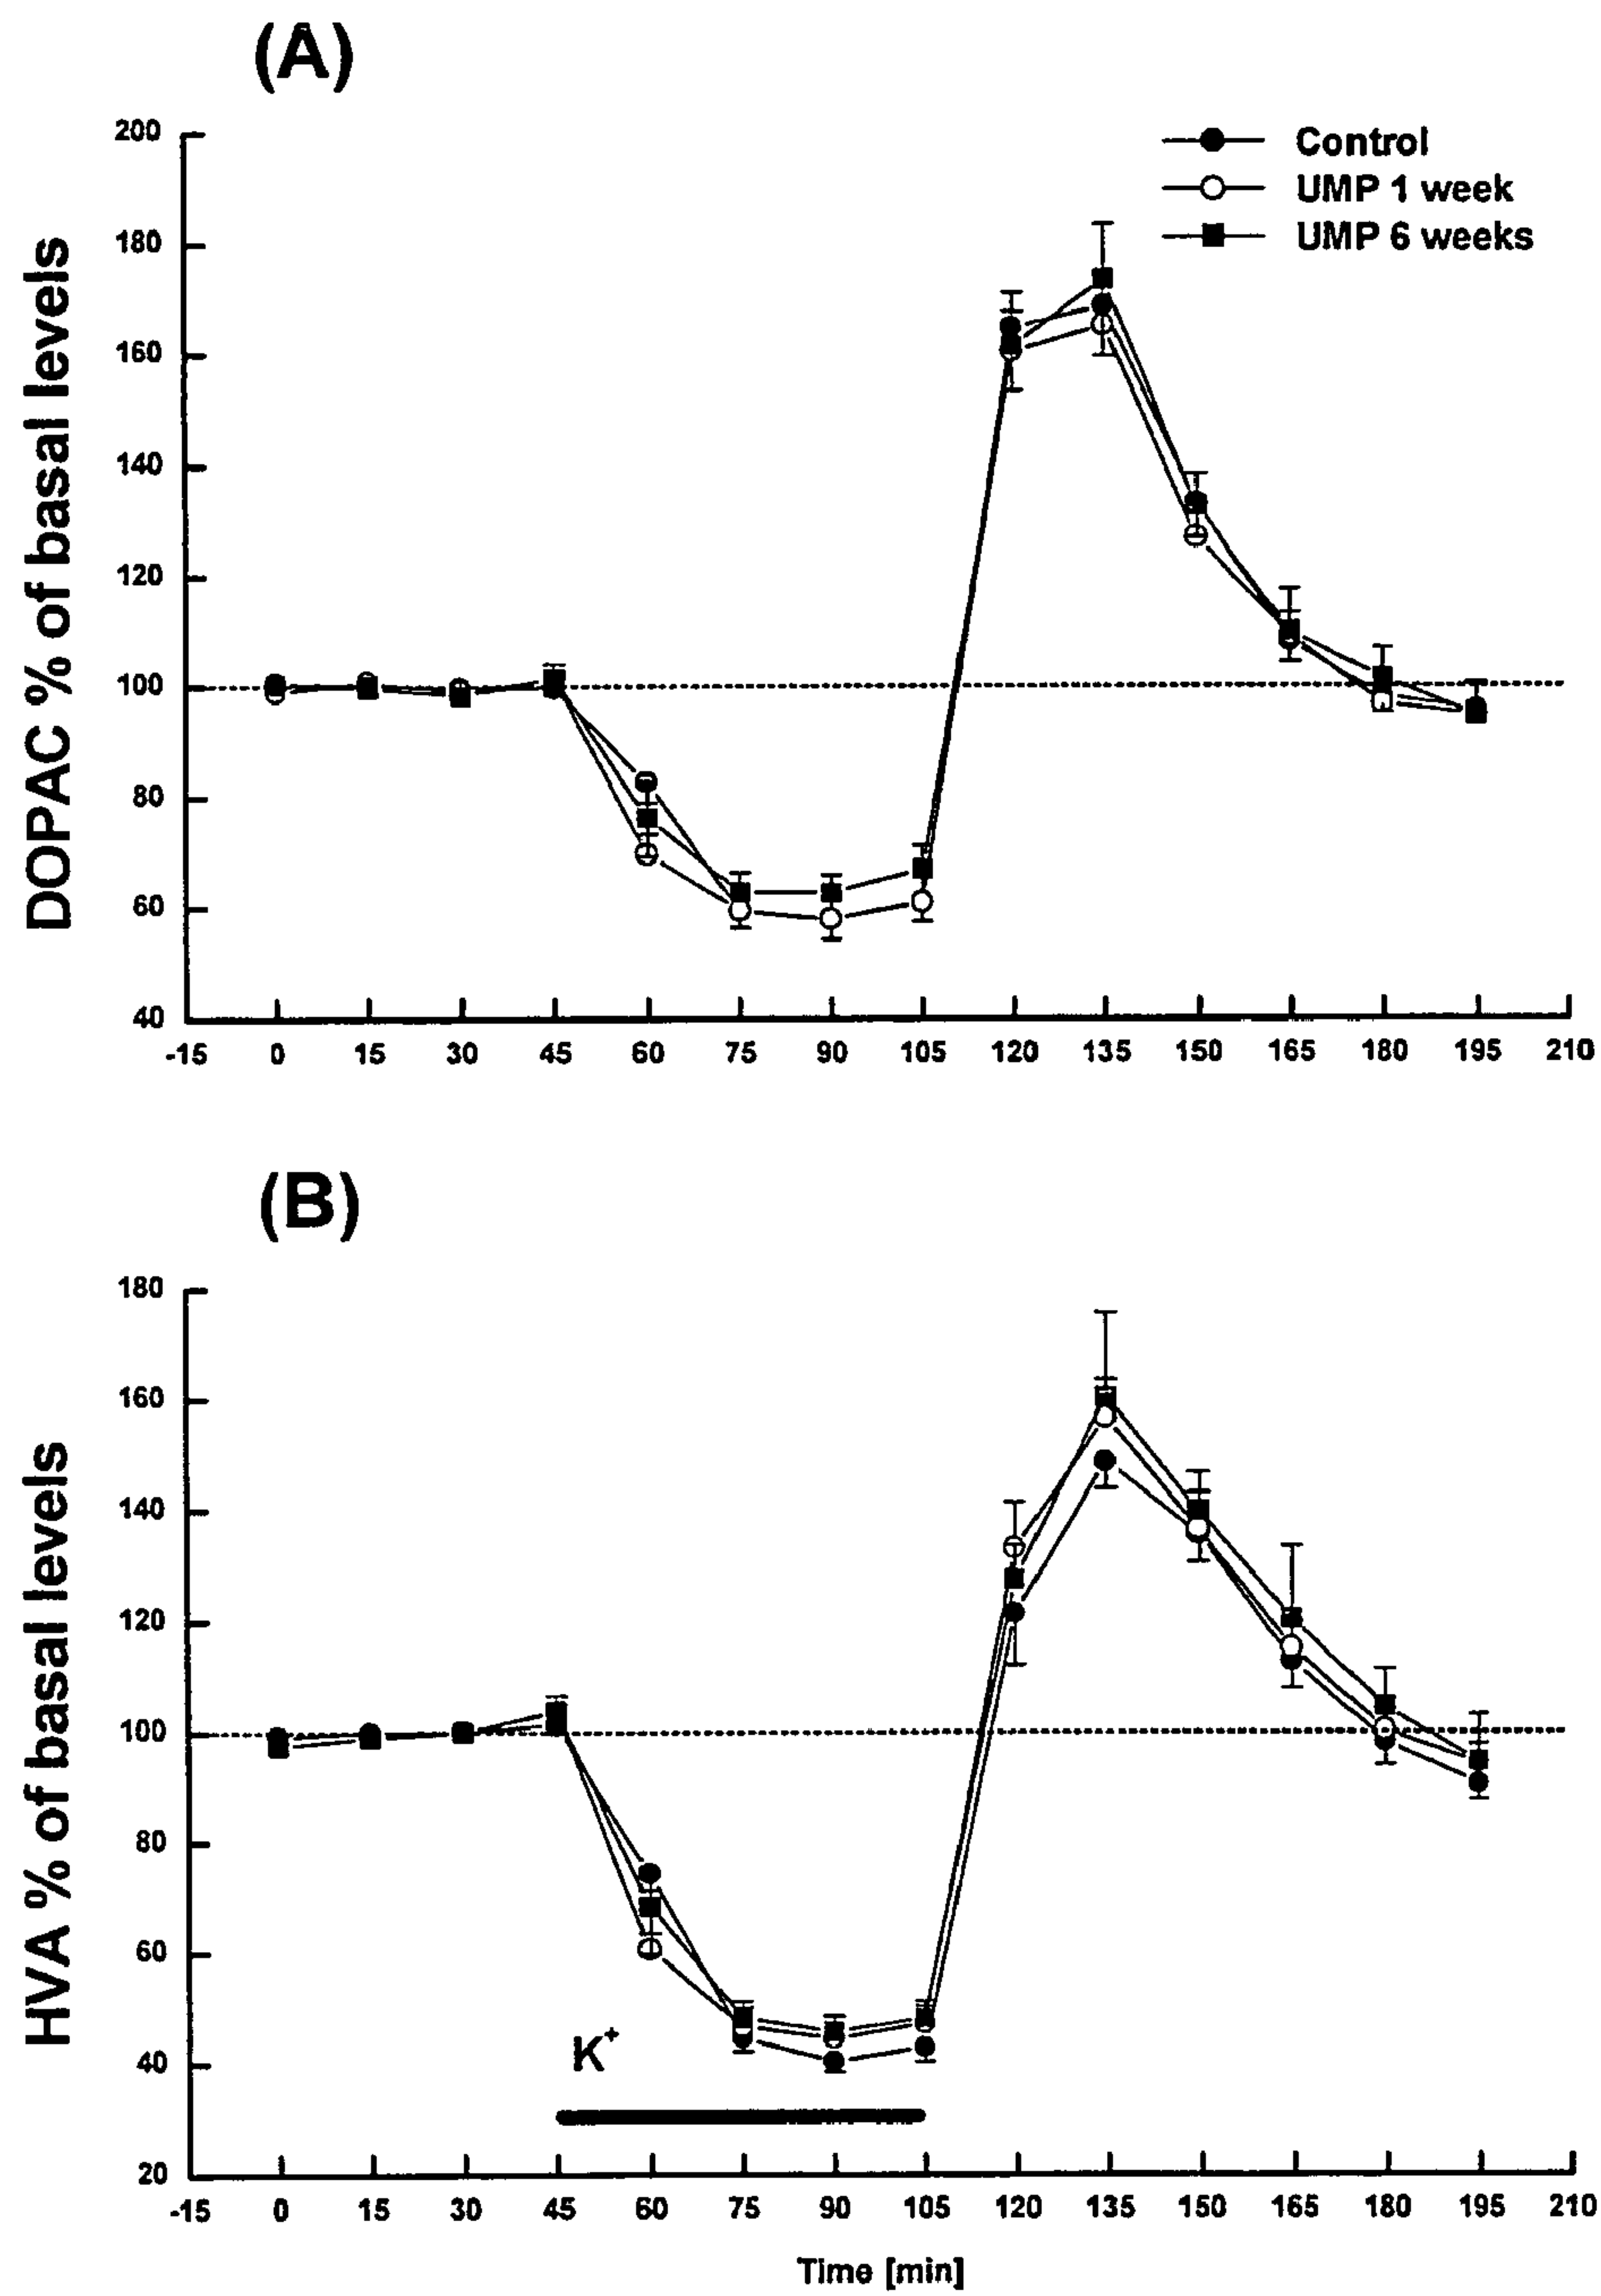 (A)
DOPAC % of basal levels
200
180
160
140
120
100
80
60
40
Control
UMP 1 week
UMP 6 weeks
-15 0 15 30 45 60 75 90 105 120 135 150 165 180 195 210
(B)
HVA % of basal levels
180
160
140
120
100
80
60
40
20
K+
-15 0 15 30 45 60 75 90 105 120 135 150 165 180 195 210
Time [min]